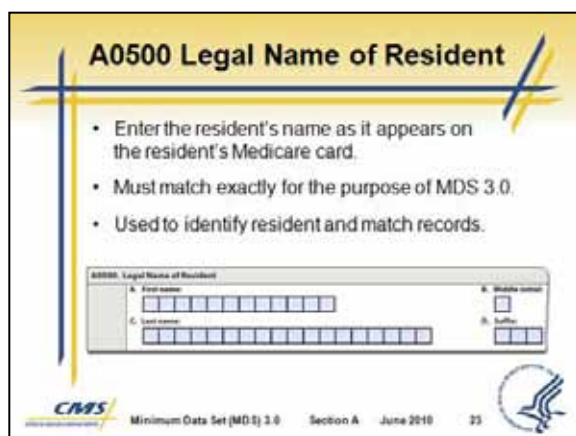 A0500 Legal Name of Resident
• Enter the resident's name as it appears on
the resident's Medicare card.
• Must match exactly for the purpose of MDS 3.0.
• Used to identify resident and match records.
A0500. Legal Name of Resident
A. First name: B. Middle initial:
C. Last name: D. Suffix:
CMS
Minimum Data Set (MDS) 3.0 Section A June 2010 23